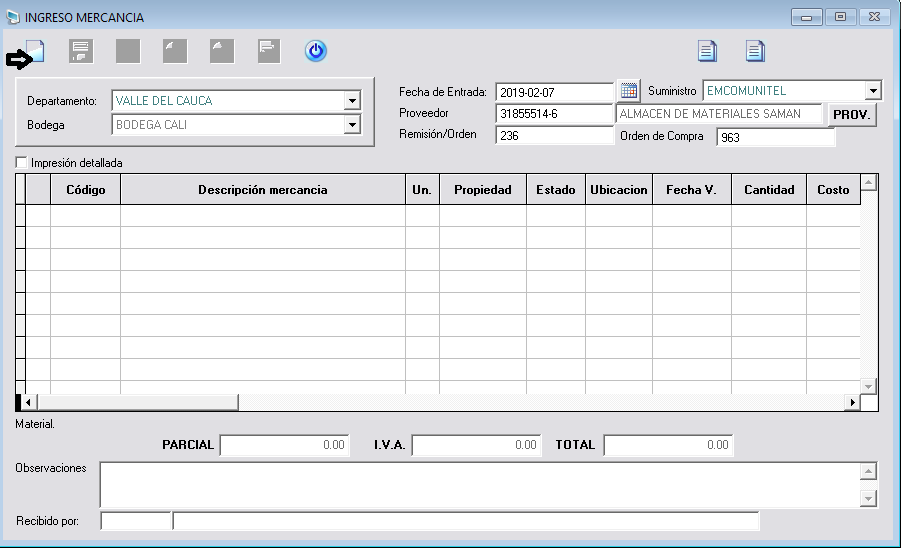 INGRESO MERCANCIA
Departamento: VALLE DEL CAUCA
Bodega BODEGA CALI
Fecha de Entrada: 2019-02-07 Suministro EMCOMUNITEL
Proveedor 31855514-6 ALMACEN DE MATERIALES SAMAN PROV.
Remisión/Orden 236 Orden de Compra 963
Impresión detallada
Código Descripción mercancia Un. Propiedad Estado Ubicacion Fecha V. Cantidad Costo
Material.
PARCIAL 0.00 I.V.A. 0.00 TOTAL 0.00
Observaciones
Recibido por: